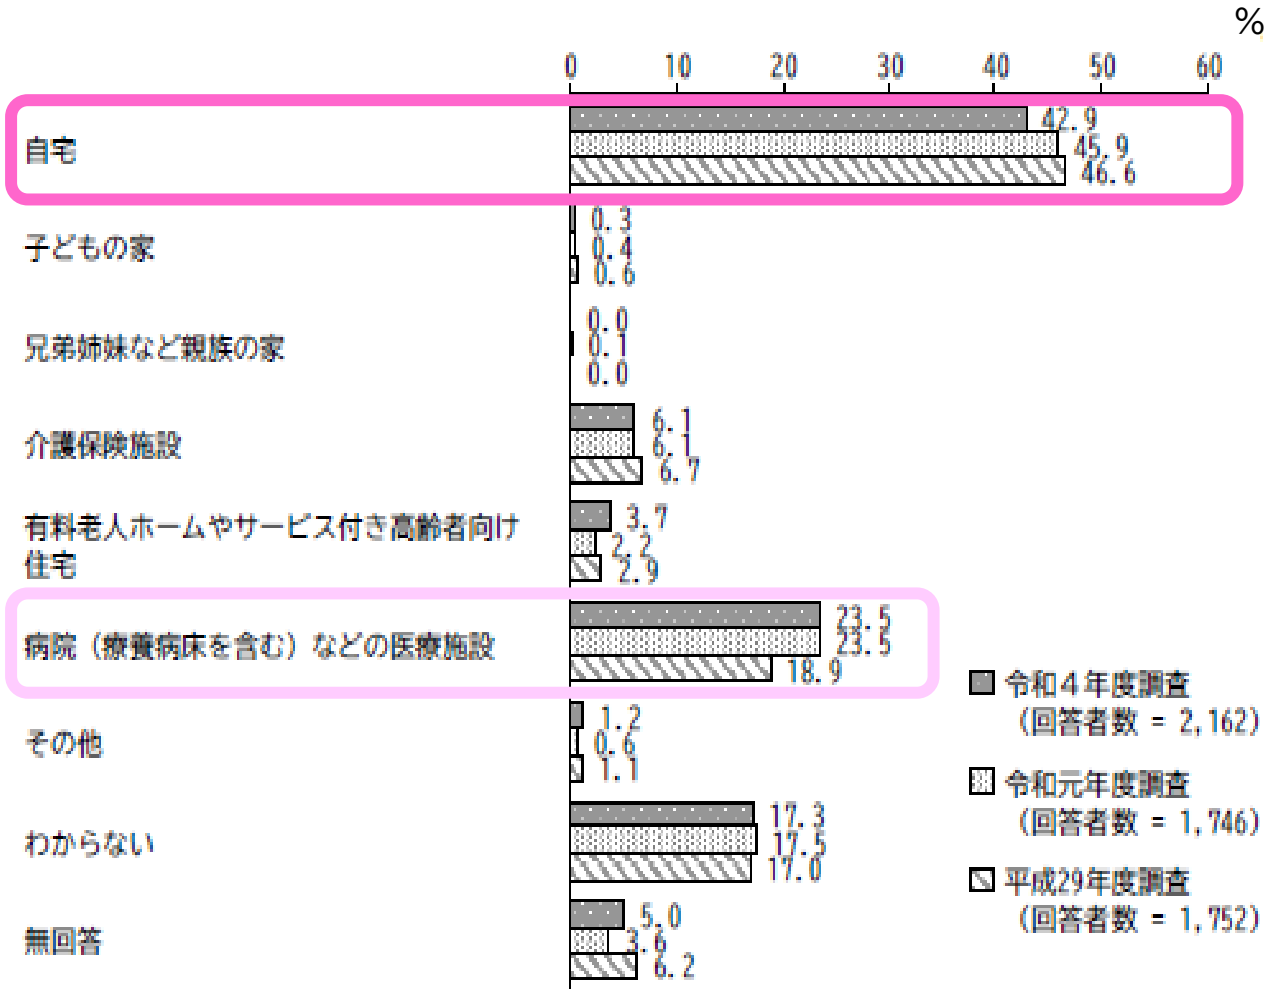 %
0 10 20 30 40 50 60
自宅
42.9
45.9
46.6
子どもの家
0.3
0.4
0.6
兄弟姉妹など親族の家
0.0
0.1
0.0
介護保険施設
6.1
6.1
6.7
有料老人ホームやサービス付き高齢者向け
住宅
3.7
2.2
2.9
病院（療養病床を含む）などの医療施設
23.5
23.5
18.9
その他
1.2
0.6
1.1
わからない
17.3
17.5
17.0
無回答
5.0
3.6
6.2
令和４年度調査
（回答者数 = 2,162）
令和元年度調査
（回答者数 = 1,746）
平成29年度調査
（回答者数 = 1,752）